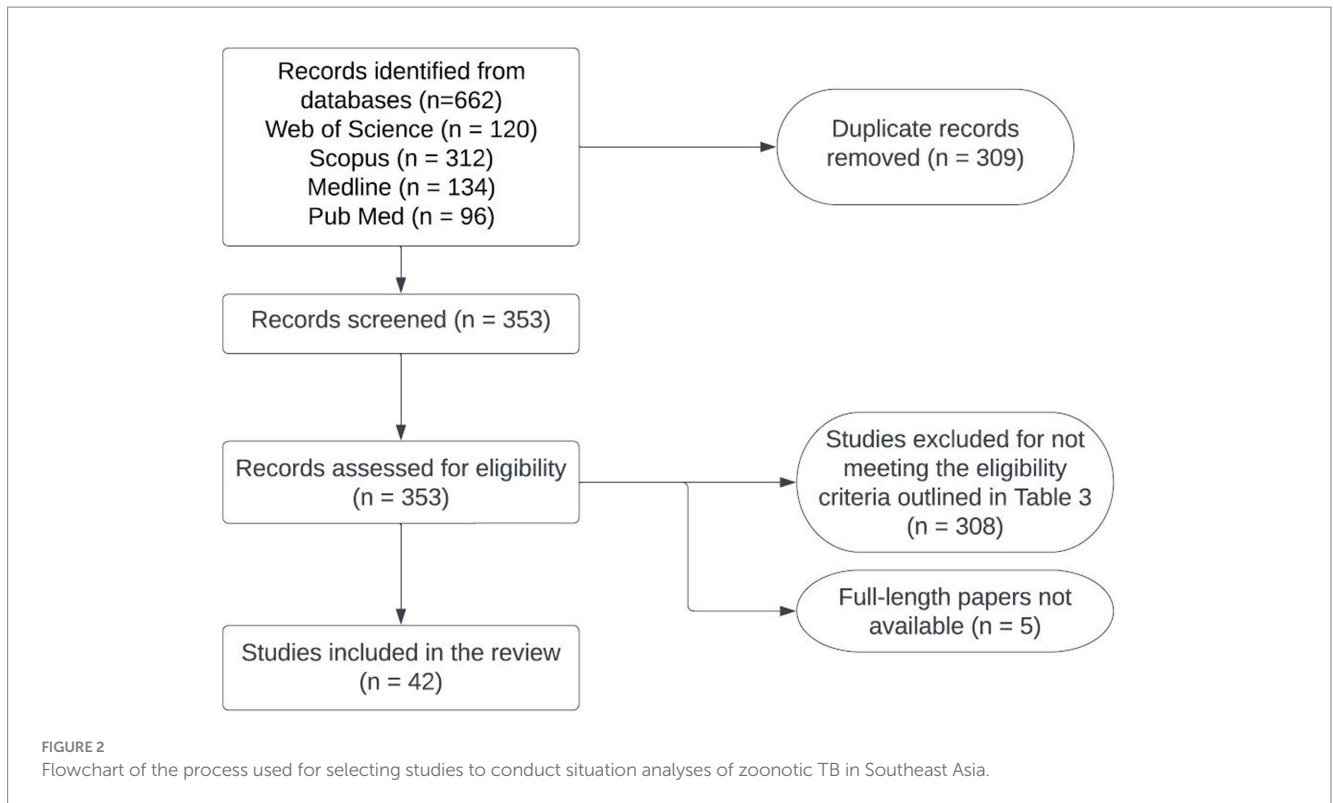 Records identified from
databases (n=662)
Web of Science (n = 120)
Scopus (n = 312)
Medline (n = 134)
Pub Med (n = 96)
Duplicate records
removed (n = 309)
Records screened (n = 353)
Records assessed for eligibility
(n = 353)
Studies excluded for not
meeting the eligibility
criteria outlined in Table 3
(n = 308)
Full-length papers not
available (n = 5)
Studies included in the review
(n = 42)
FIGURE 2
Flowchart of the process used for selecting studies to conduct situation analyses of zoonotic TB in Southeast Asia.